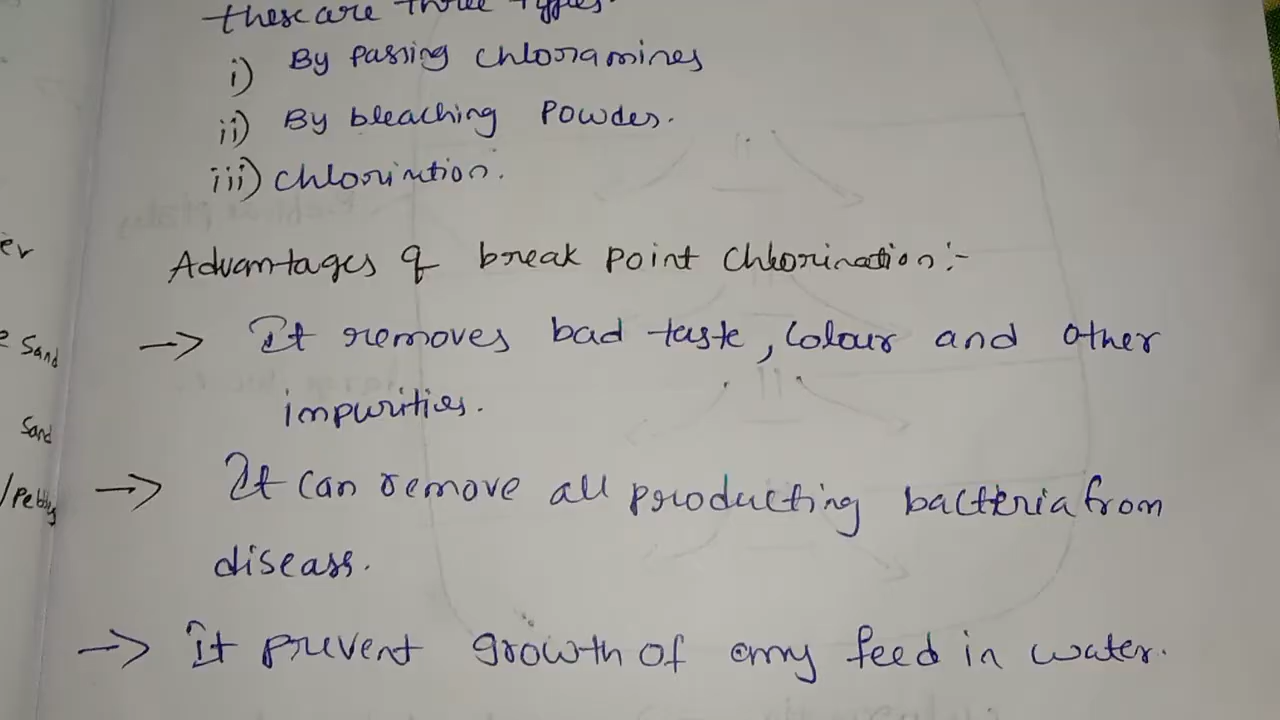 these are three types.
i) By passing chloramines
ii) By bleaching Powder.
iii) chlorintion.
er
Advantages of break point chlorination :-
Sand
→ It removes bad taste, Colour and other
impurities.
Sand
→ It can remove all producting bacteria from
disease.
/Pebbles
→ It prevent growth of any feed in water.